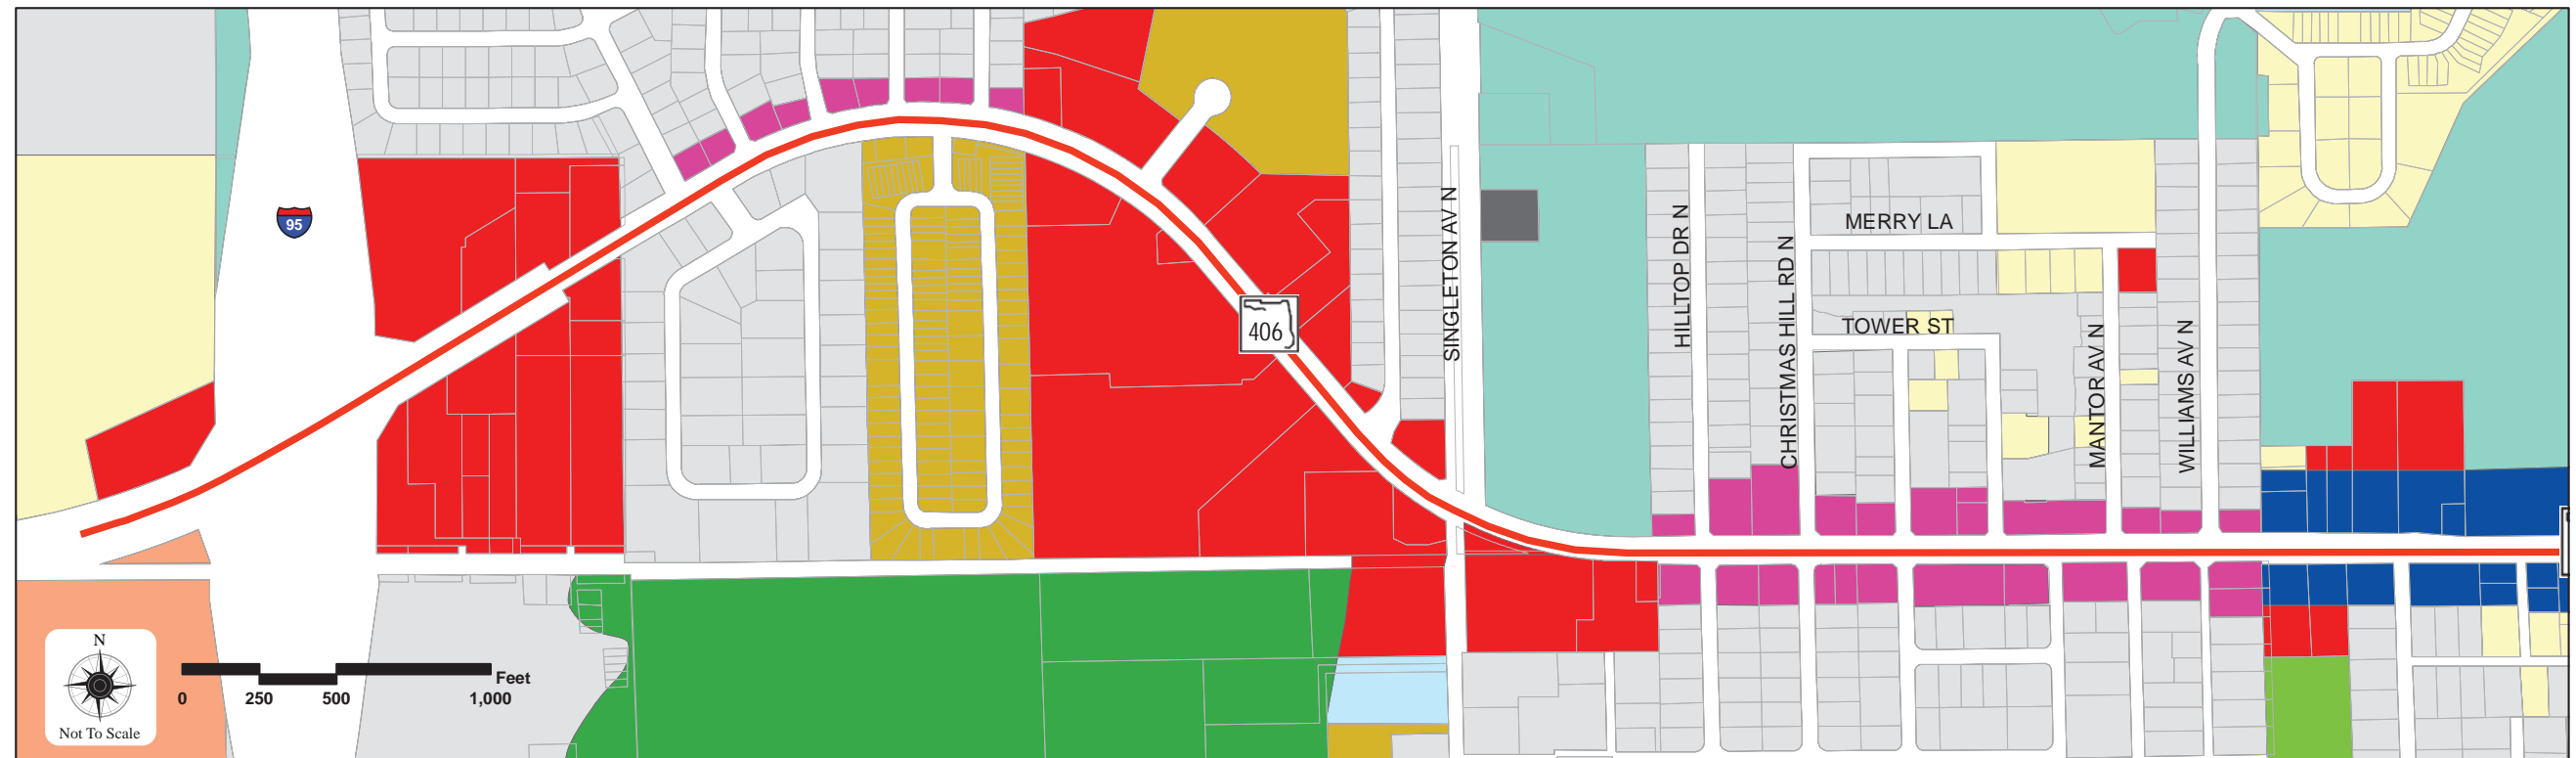 95
MERRY LA
TOWER ST
SINGLETON AV N
HILLTOP DR N
CHRISTMAS HILL RD N
MANTOR AV N
WILLIAMS AV N
406
N
Not To Scale
Feet
0 250 500 1,000